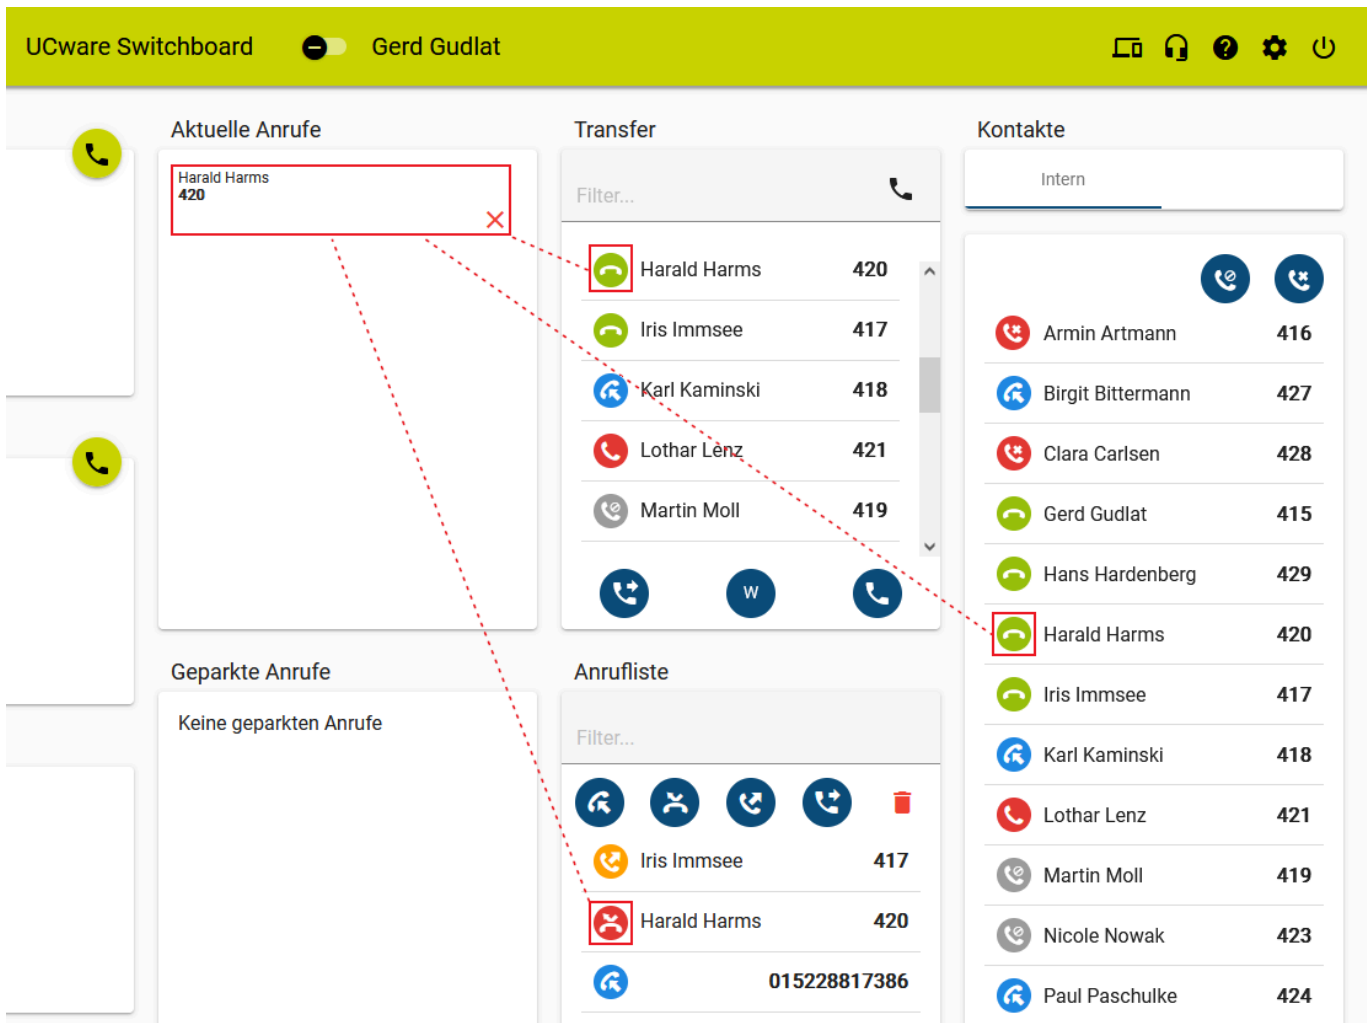 UCware Switchboard Gerd Gudlat
Aktuelle Anrufe
Harald Harms
420
Geparkte Anrufe
Keine geparkten Anrufe
Transfer
Filter...
Harald Harms 420
Iris Immsee 417
Karl Kaminski 418
Lothar Lenz 421
Martin Moll 419
W
Anrufliste
Filter...
Iris Immsee 417
Harald Harms 420
015228817386
Kontakte
Intern
Armin Artmann 416
Birgit Bittermann 427
Clara Carlsen 428
Gerd Gudlat 415
Hans Hardenberg 429
Harald Harms 420
Iris Immsee 417
Karl Kaminski 418
Lothar Lenz 421
Martin Moll 419
Nicole Nowak 423
Paul Paschulke 424